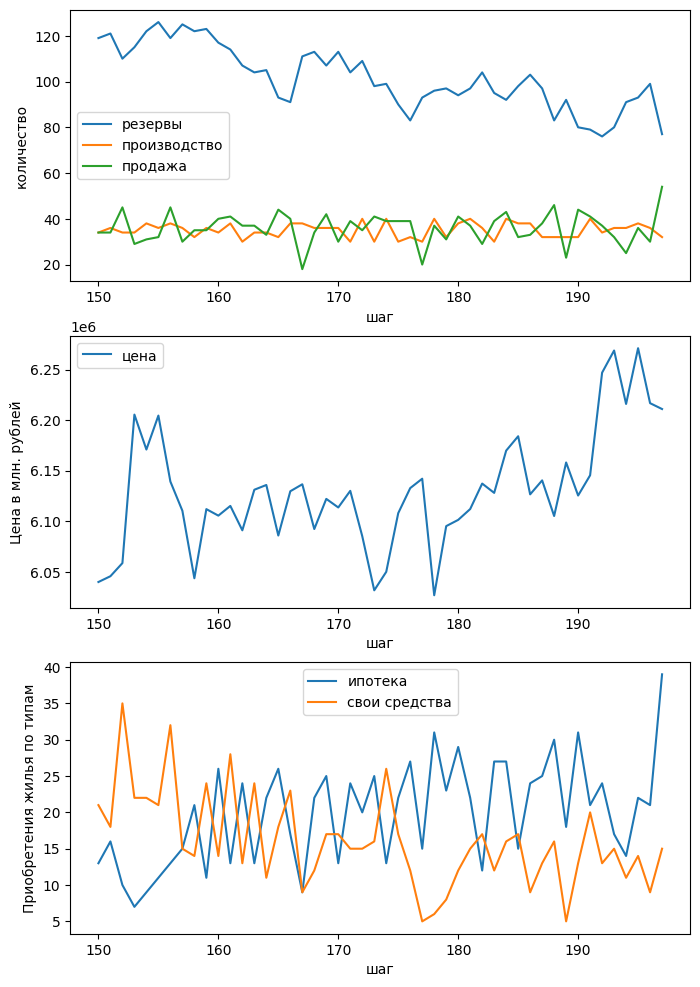 120
100
80
60
40
20
количество
резервы
производство
продажа
150 160 170 180 190
шаг
1e6
6.25
6.20
6.15
6.10
6.05
Цена в млн. рублей
цена
150 160 170 180 190
шаг
40
35
30
25
20
15
10
5
Приобретения жилья по типам
ипотека
свои средства
150 160 170 180 190
шаг